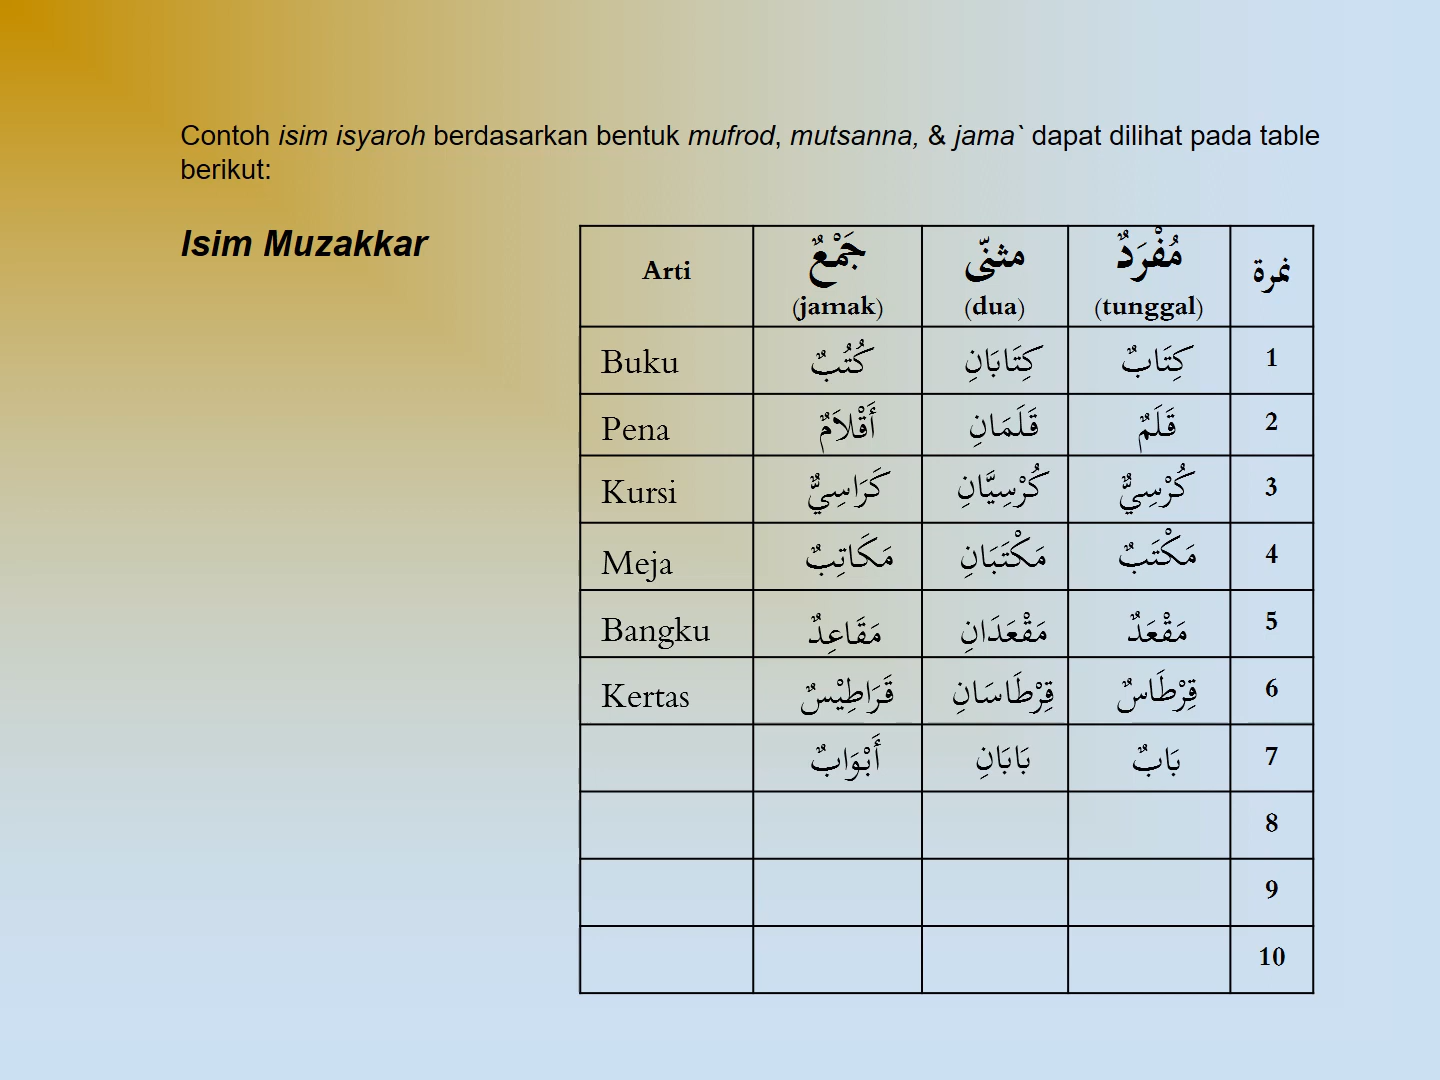 Contoh isim isyaroh berdasarkan bentuk mufrod, mutsanna, & jama` dapat dilihat pada table
berikut:
Isim Muzakkar
Arti جَمْعٌ مثنّى مُفْرَدٌ نمرة
(jamak) (dua) (tunggal)
Buku كُتُبٌ كِتَابَانِ كِتَابٌ 1
Pena أَقْلاَمٌ قَلَمَانِ قَلَمٌ 2
Kursi كَرَاسِيٌّ كُرْسِيَّانِ كُرْسِيٌّ 3
Meja مَكَاتِبٌ مَكْتَبَانِ مَكْتَبٌ 4
Bangku مَقَاعِدٌ مَقْعَدَانِ مَقْعَدٌ 5
Kertas قَرَاطِيْسٌ قِرْطَاسَانِ قِرْطَاسٌ 6
أَبْوَابٌ بَابَانِ بَابٌ 7
8
9
10